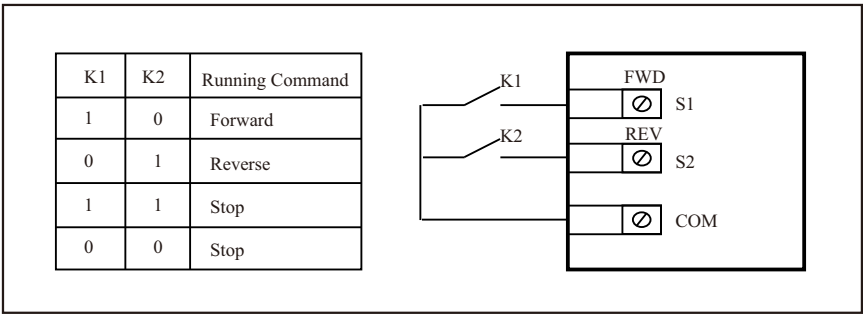 K1 K2 Running Command
1 0 Forward
0 1 Reverse
1 1 Stop
0 0 Stop
K1
FWD
S1
K2
REV
S2
COM